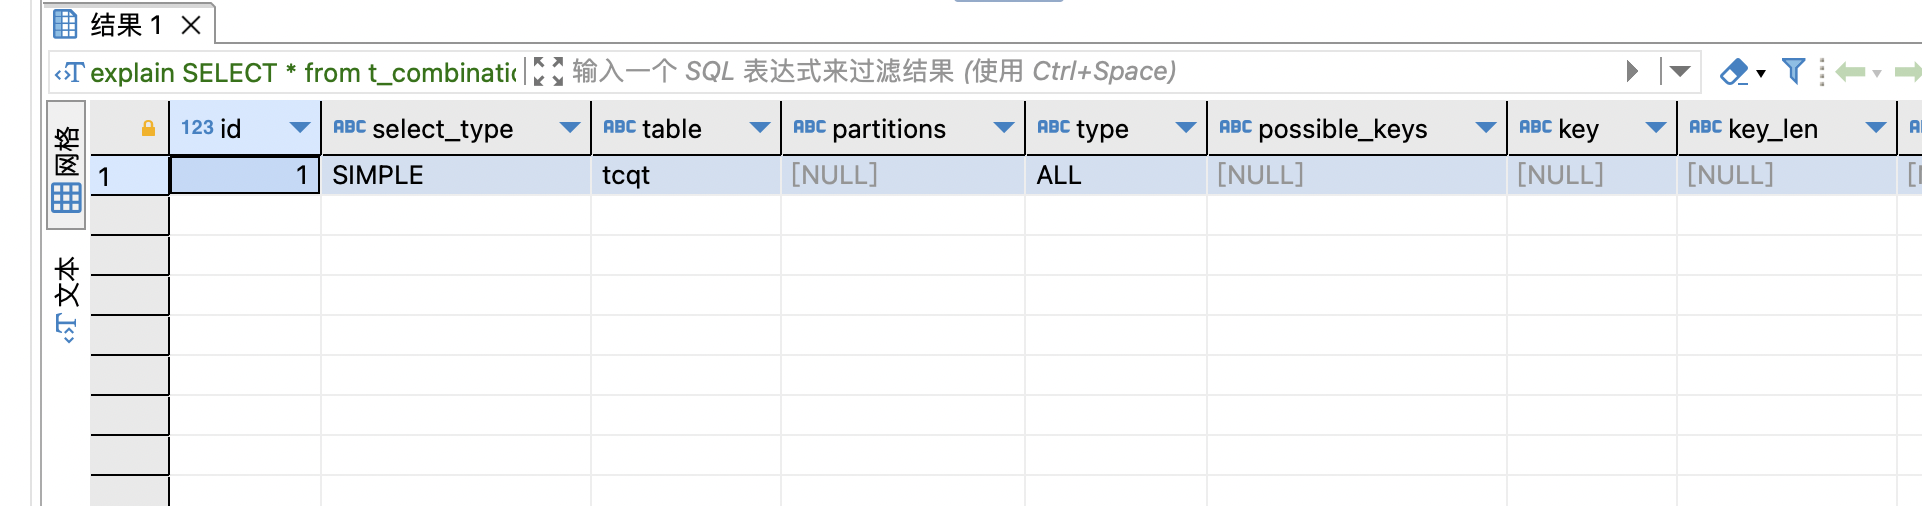 结果 1
explain SELECT * from t_combinatio
输入一个 SQL 表达式来过滤结果 (使用 Ctrl+Space)
网格
文本
123 id ABC select_type ABC table ABC partitions ABC type ABC possible_keys ABC key ABC key_len
1 1 SIMPLE tcqt [NULL] ALL [NULL] [NULL] [NULL]